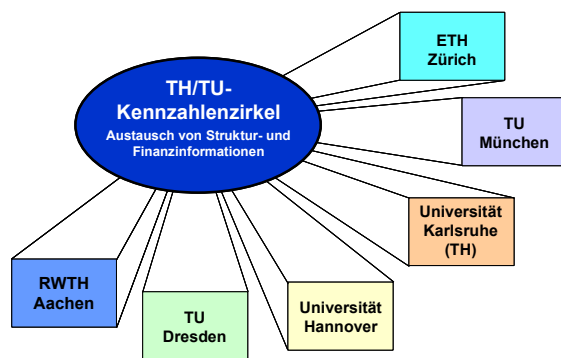 TH/TU-
Kennzahlenzirkel
Austausch von Struktur- und
Finanzinformationen
ETH
Zürich
TU
München
Universität
Karlsruhe
(TH)
Universität
Hannover
TU
Dresden
RWTH
Aachen